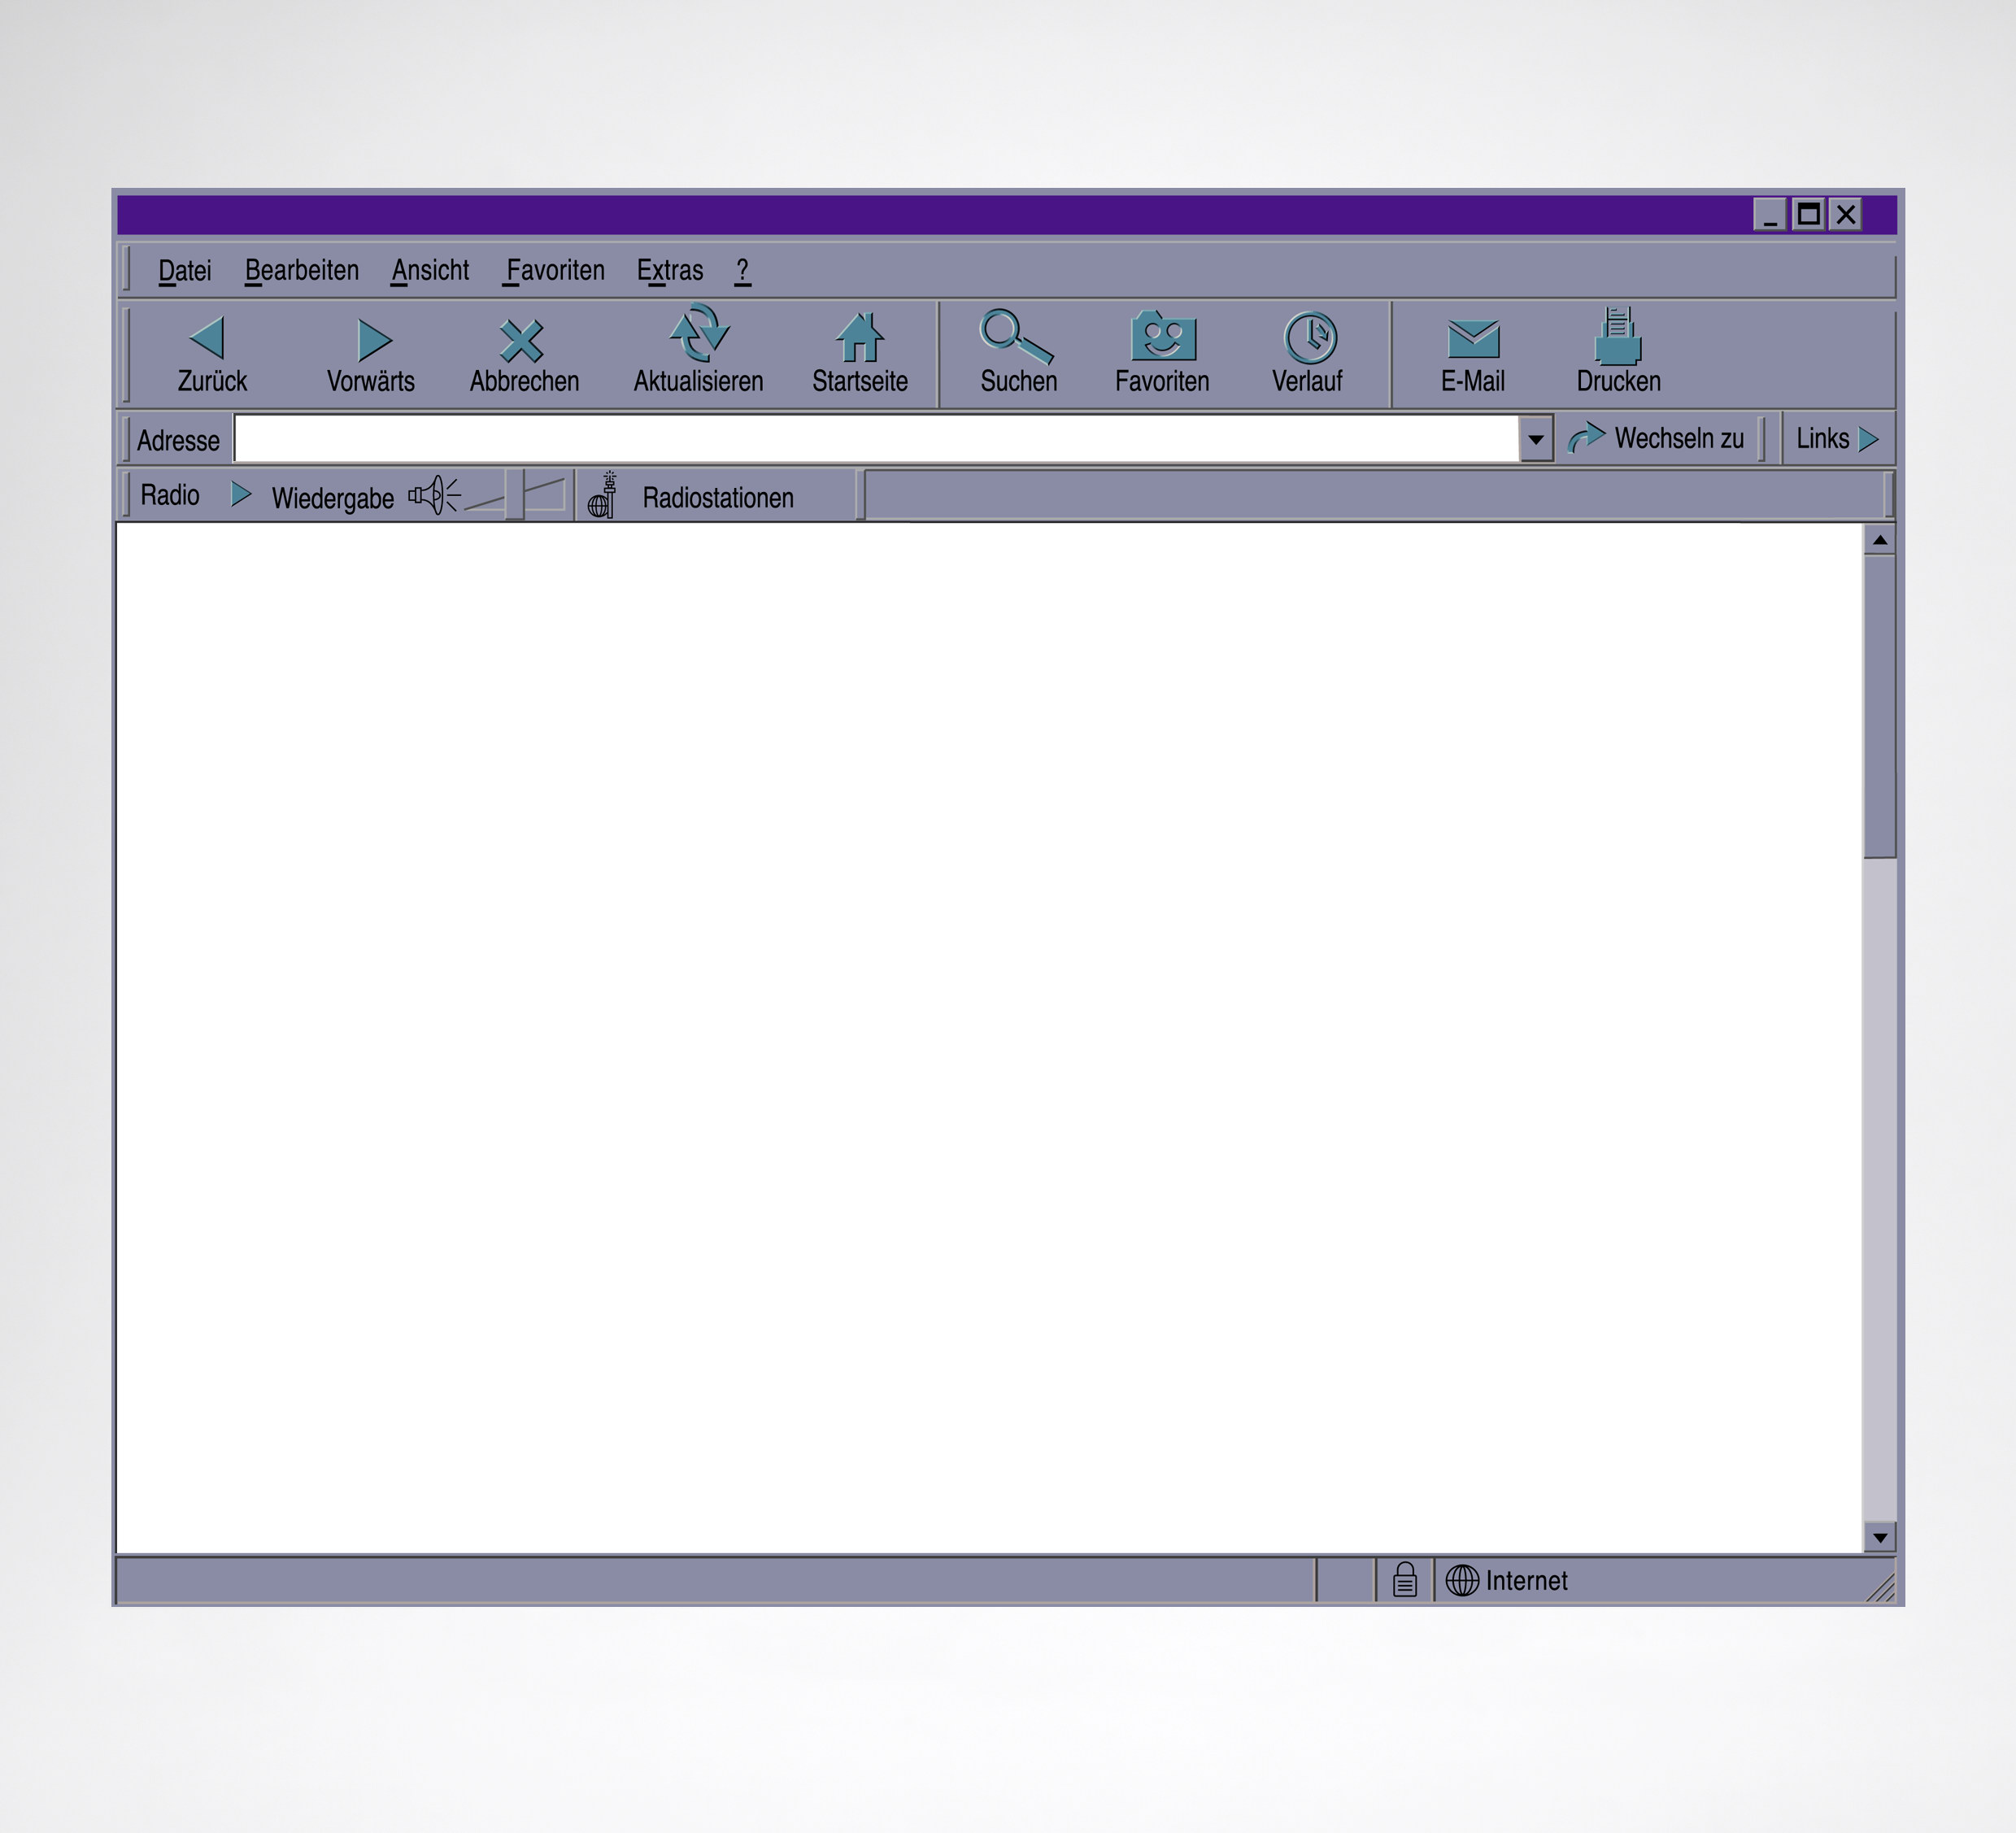 Datei Bearbeiten Ansicht Favoriten Extras ?
Zurück Vorwärts Abbrechen Aktualisieren Startseite Suchen Favoriten Verlauf E-Mail Drucken
Adresse Wechseln zu Links
Radio Wiedergabe Radiostationen
Internet